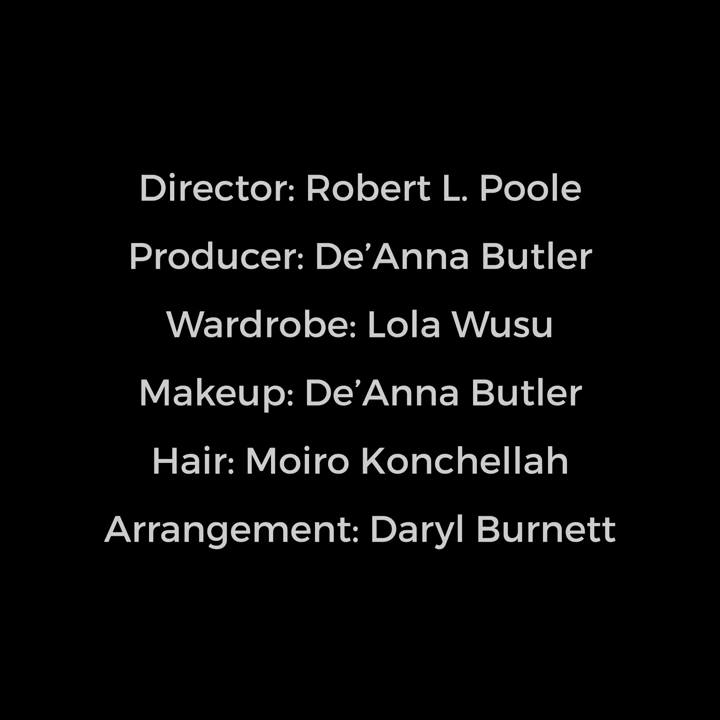 Director: Robert L. Poole
Producer: De’Anna Butler
Wardrobe: Lola Wusu
Makeup: De’Anna Butler
Hair: Moiro Konchellah
Arrangement: Daryl Burnett